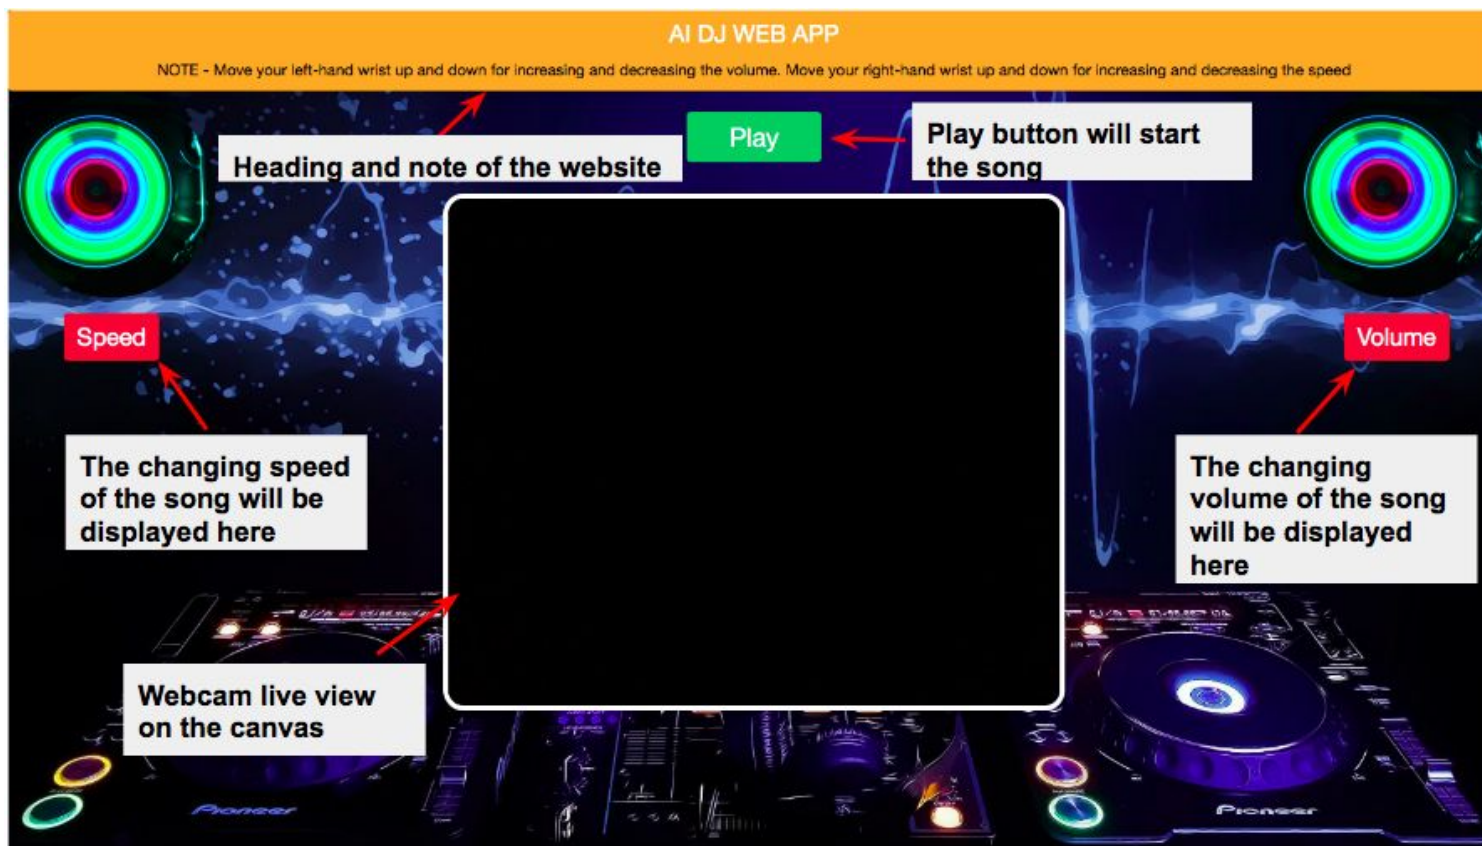 AI DJ WEB APP
NOTE - Move your left-hand wrist up and down for increasing and decreasing the volume. Move your right-hand wrist up and down for increasing and decreasing the speed
Heading and note of the website
Play
Play button will start
the song
Speed
Volume
The changing speed
of the song will be
displayed here
The changing
volume of the song
will be displayed
here
Webcam live view
on the canvas
Pioneer
Pioneer